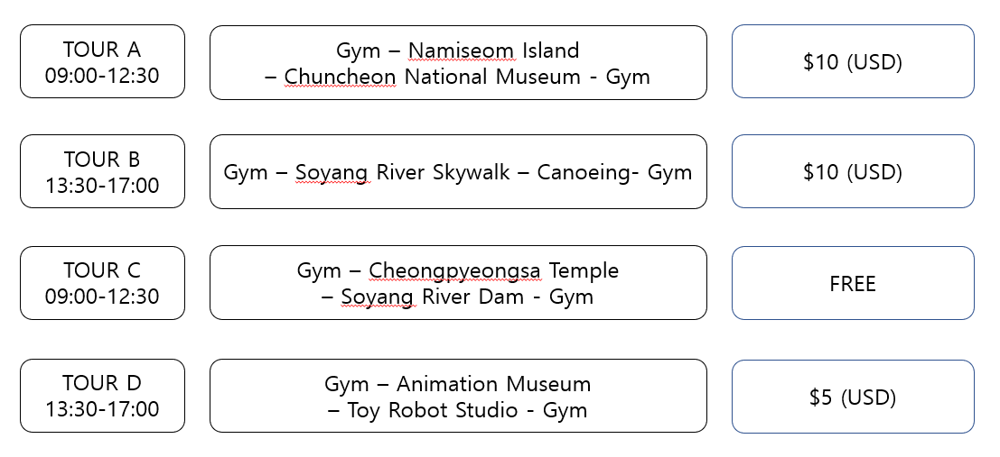 TOUR A
09:00-12:30
Gym – Namiseom Island
– Chuncheon National Museum - Gym
$10 (USD)
TOUR B
13:30-17:00
Gym – Soyang River Skywalk – Canoeing- Gym
$10 (USD)
TOUR C
09:00-12:30
Gym – Cheongpyeongsa Temple
– Soyang River Dam - Gym
FREE
TOUR D
13:30-17:00
Gym – Animation Museum
– Toy Robot Studio - Gym
$5 (USD)